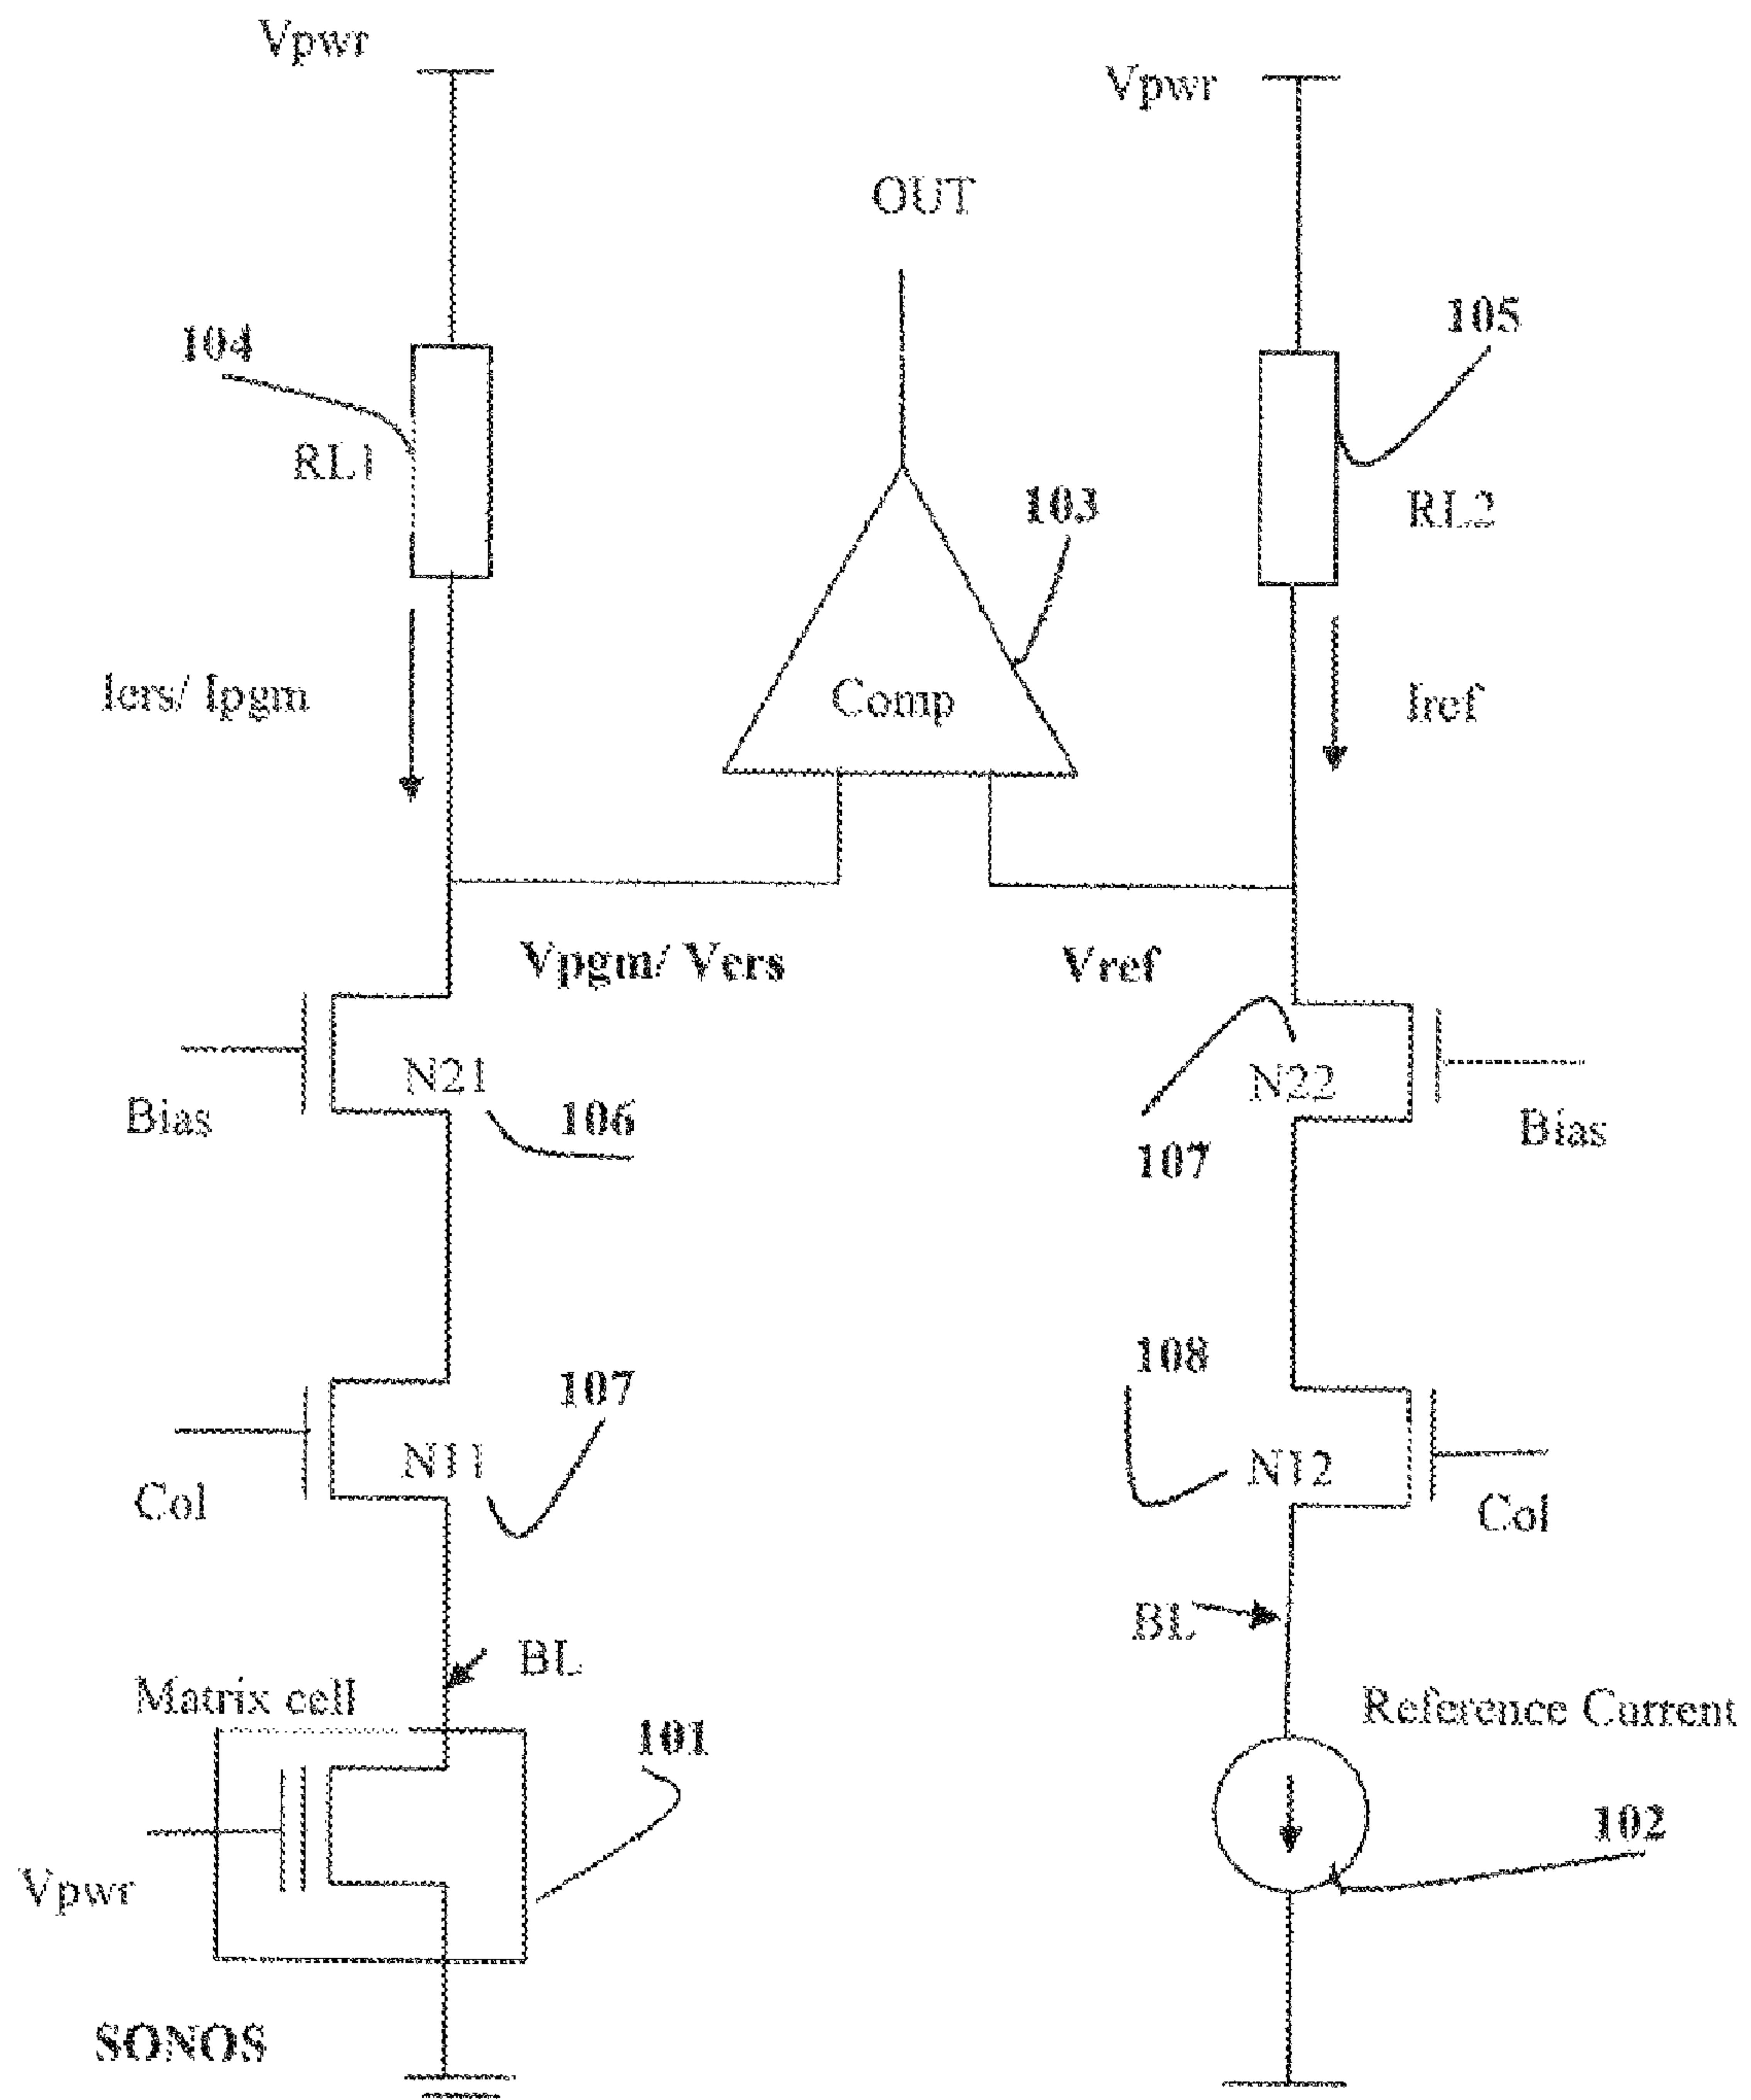 Vpwr
Vpwr
OUT
104
105
RL1
103
RL2
Iers/ Ipgm
Comp
Iref
Vpgm/ Vers
Vref
N21
N22
Bias
106
Bias
107
108
107
N11
N12
Col
Col
BL
BL
Matrix cell
Reference Current
101
102
Vpwr
SONOS